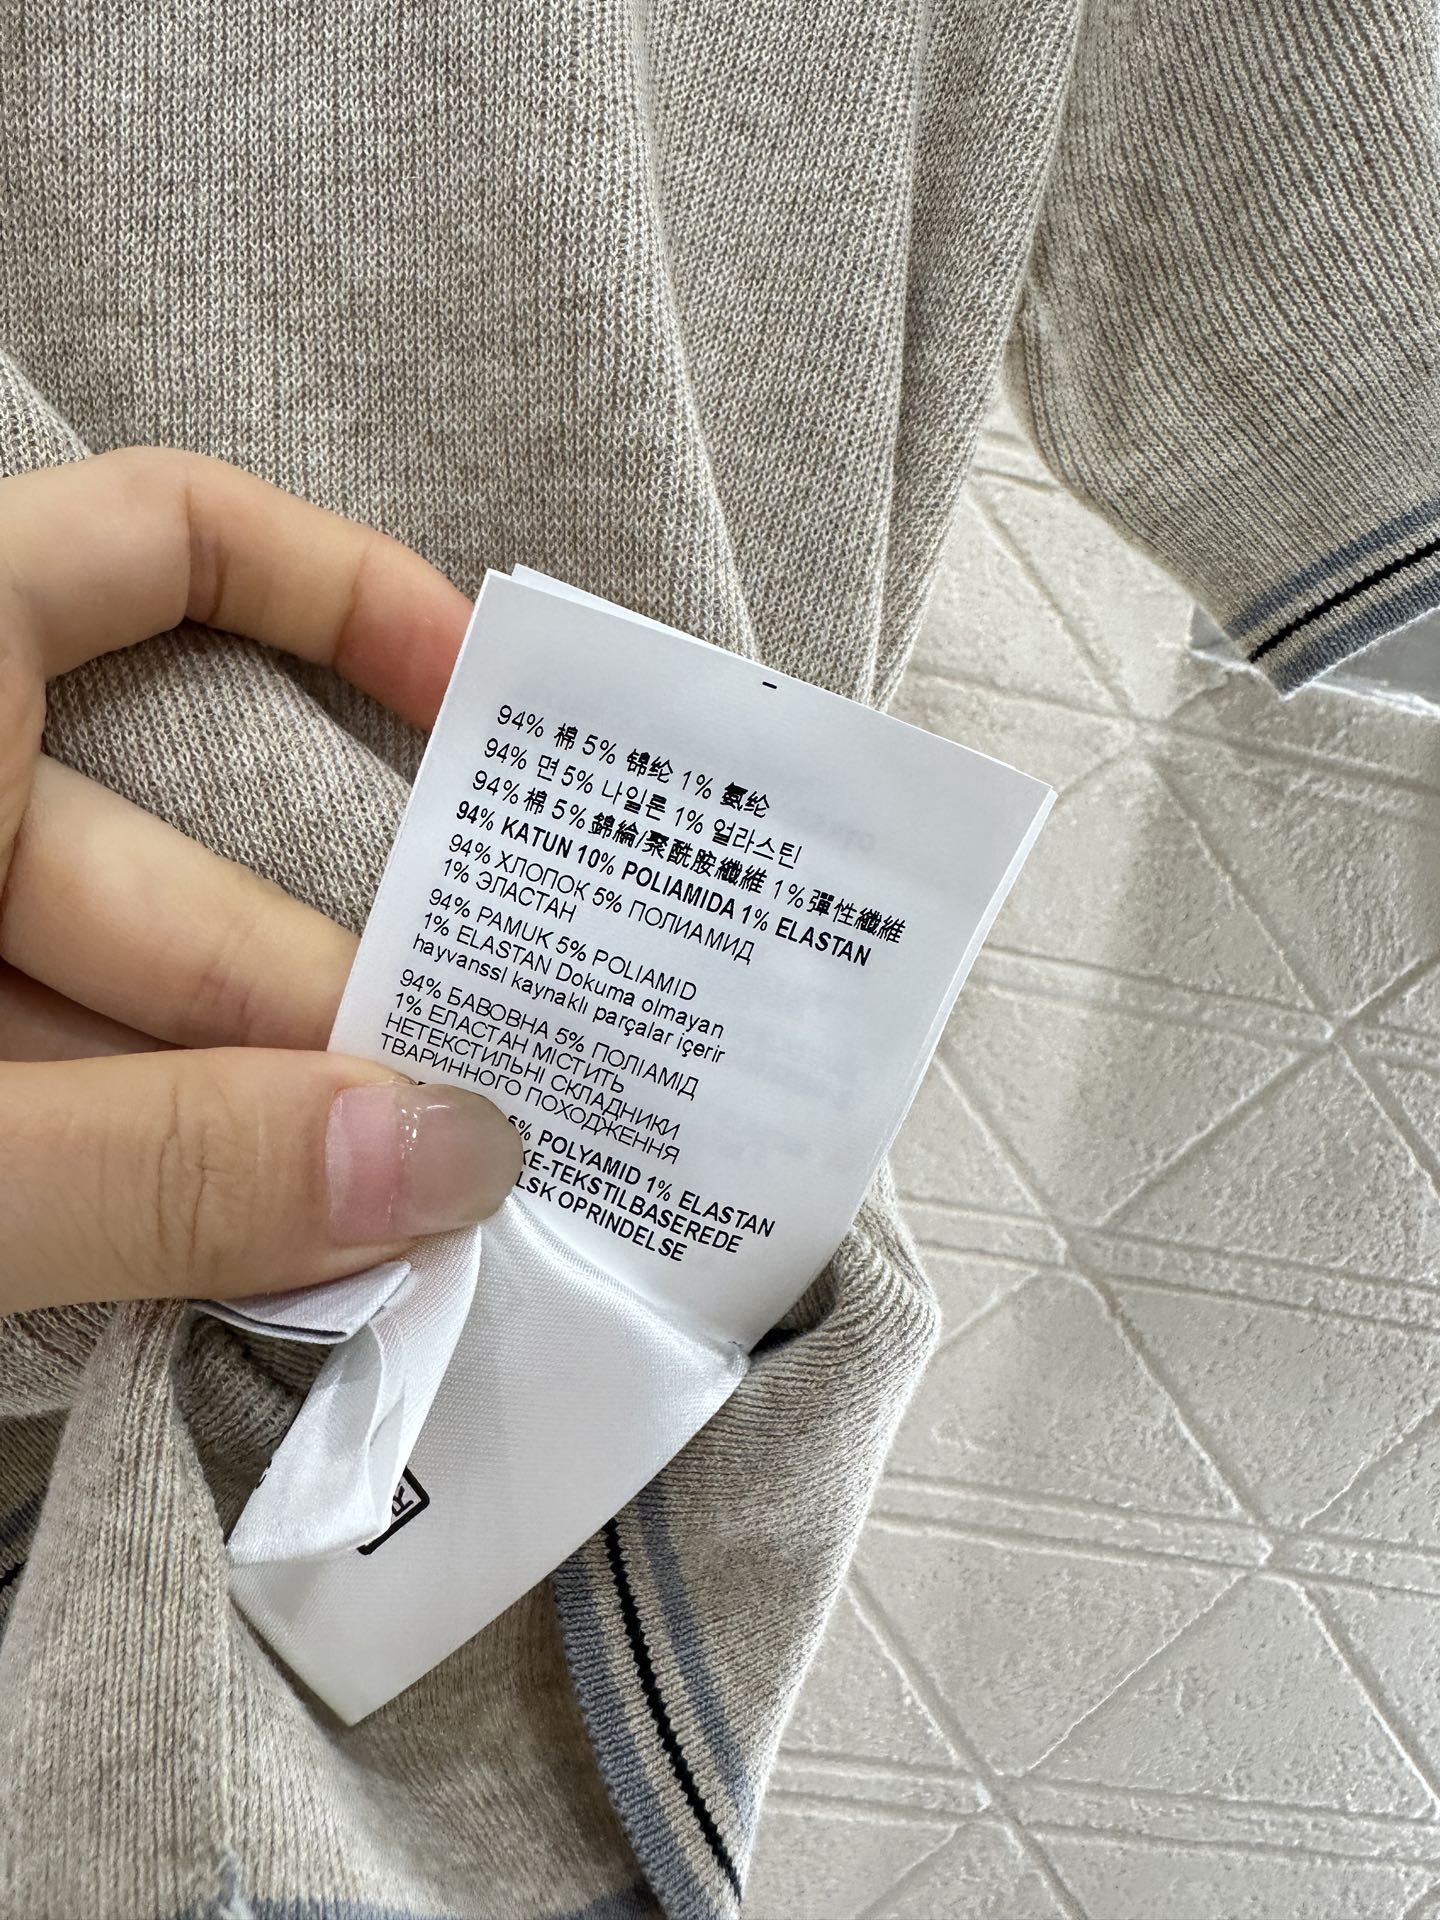 94% 棉 5% 锦纶 1% 氨纶
94% 면 5% 나일론 1% 얼라스틴
94% 棉 5% 錦綸/聚酰胺纖維 1% 彈性纖維
94% KATUN 10% POLIAMIDA 1% ELASTAN
94% ХЛОПОК 5% ПОЛИАМИД
1% ЭЛАСТАН
94% PAMUK 5% POLIAMID
1% ELASTAN Dokuma olmayan
hayvanssl kaynaklı parçalar içerir
94% БАВОВНА 5% ПОЛІАМІД
1% ЕЛАСТАН МІСТИТЬ
НЕТЕКСТИЛЬНІ СКЛАДНИКИ
ТВАРИННОГО ПОХОДЖЕННЯ
5% POLYAMID 1% ELASTAN
KE-TEKSTILBASEREDE
LSK OPRINDELSE